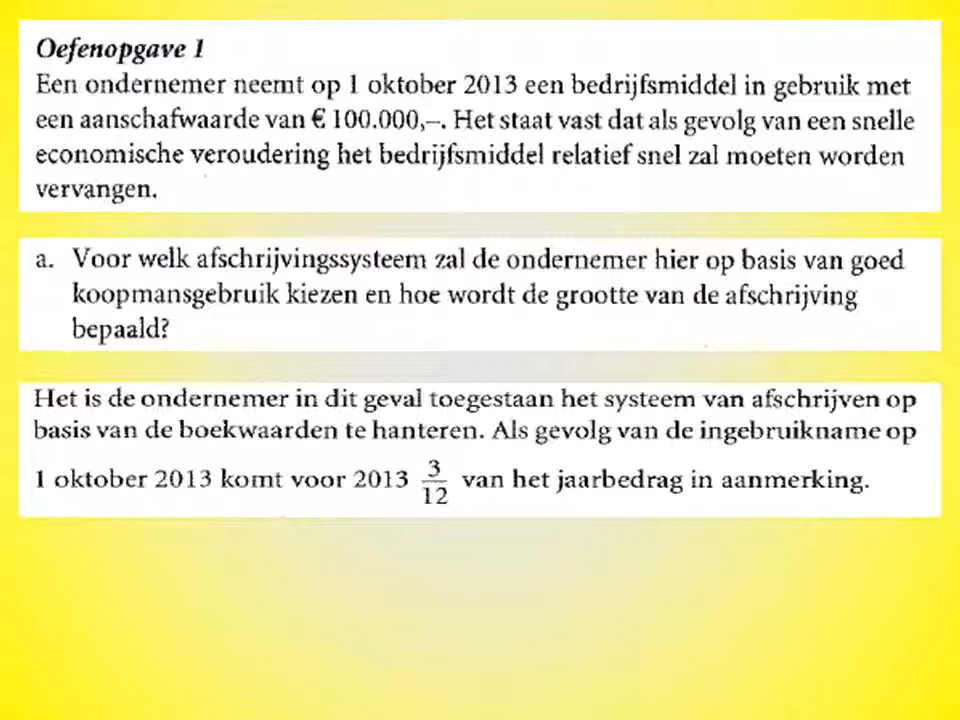 Oefenopgave 1
Een ondernemer neemt op 1 oktober 2013 een bedrijfsmiddel in gebruik met
een aanschafwaarde van € 100.000,–. Het staat vast dat als gevolg van een snelle
economische veroudering het bedrijfsmiddel relatief snel zal moeten worden
vervangen.
a. Voor welk afschrijvingssysteem zal de ondernemer hier op basis van goed
koopmansgebruik kiezen en hoe wordt de grootte van de afschrijving
bepaald?
Het is de ondernemer in dit geval toegestaan het systeem van afschrijven op
basis van de boekwaarden te hanteren. Als gevolg van de ingebruikname op
1 oktober 2013 komt voor 2013 3/12 van het jaarbedrag in aanmerking.